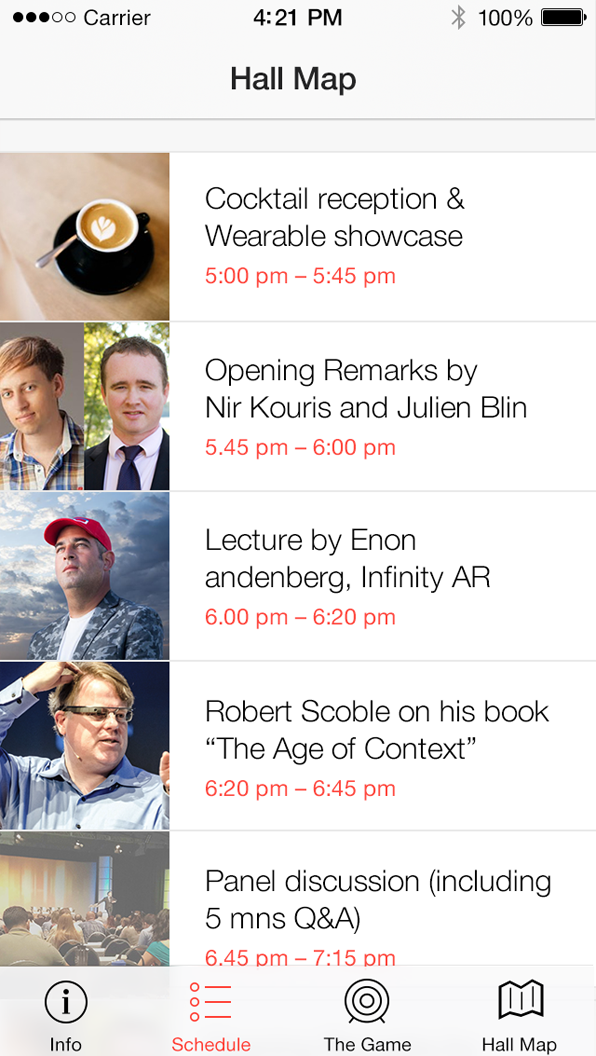 Carrier 4:21 PM 100%
Hall Map
Cocktail reception &
Wearable showcase
5:00 pm – 5:45 pm
Opening Remarks by
Nir Kouris and Julien Blin
5.45 pm – 6:00 pm
Lecture by Enon
andenberg, Infinity AR
6.00 pm – 6:20 pm
Robert Scoble on his book
“The Age of Context”
6:20 pm – 6:45 pm
Panel discussion (including
5 mns Q&A)
6.45 pm – 7:15 pm
Info Schedule The Game Hall Map